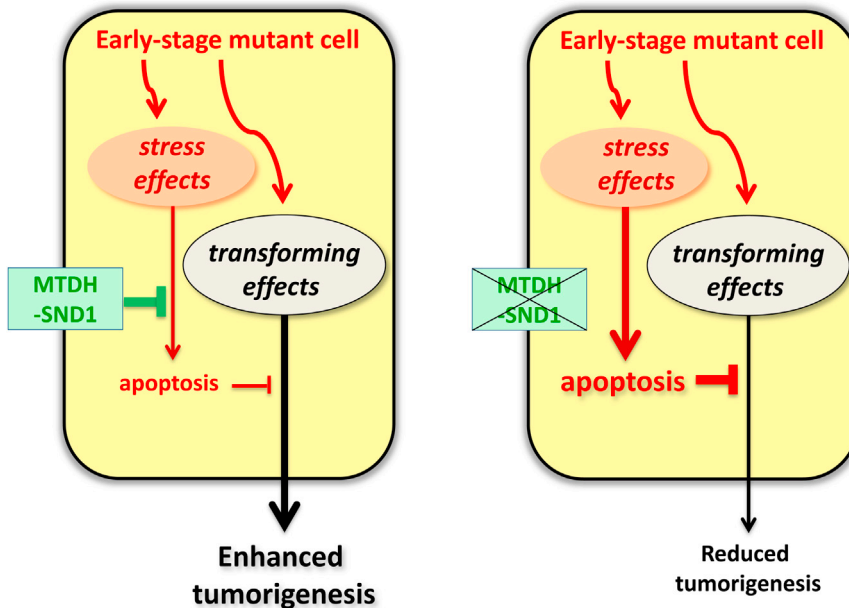 Early-stage mutant cell
stress
effects
transforming
effects
MTDH
-SND1
apoptosis
Enhanced
tumorigenesis
Early-stage mutant cell
stress
effects
transforming
effects
MTDH
-SND1
apoptosis
Reduced
tumorigenesis